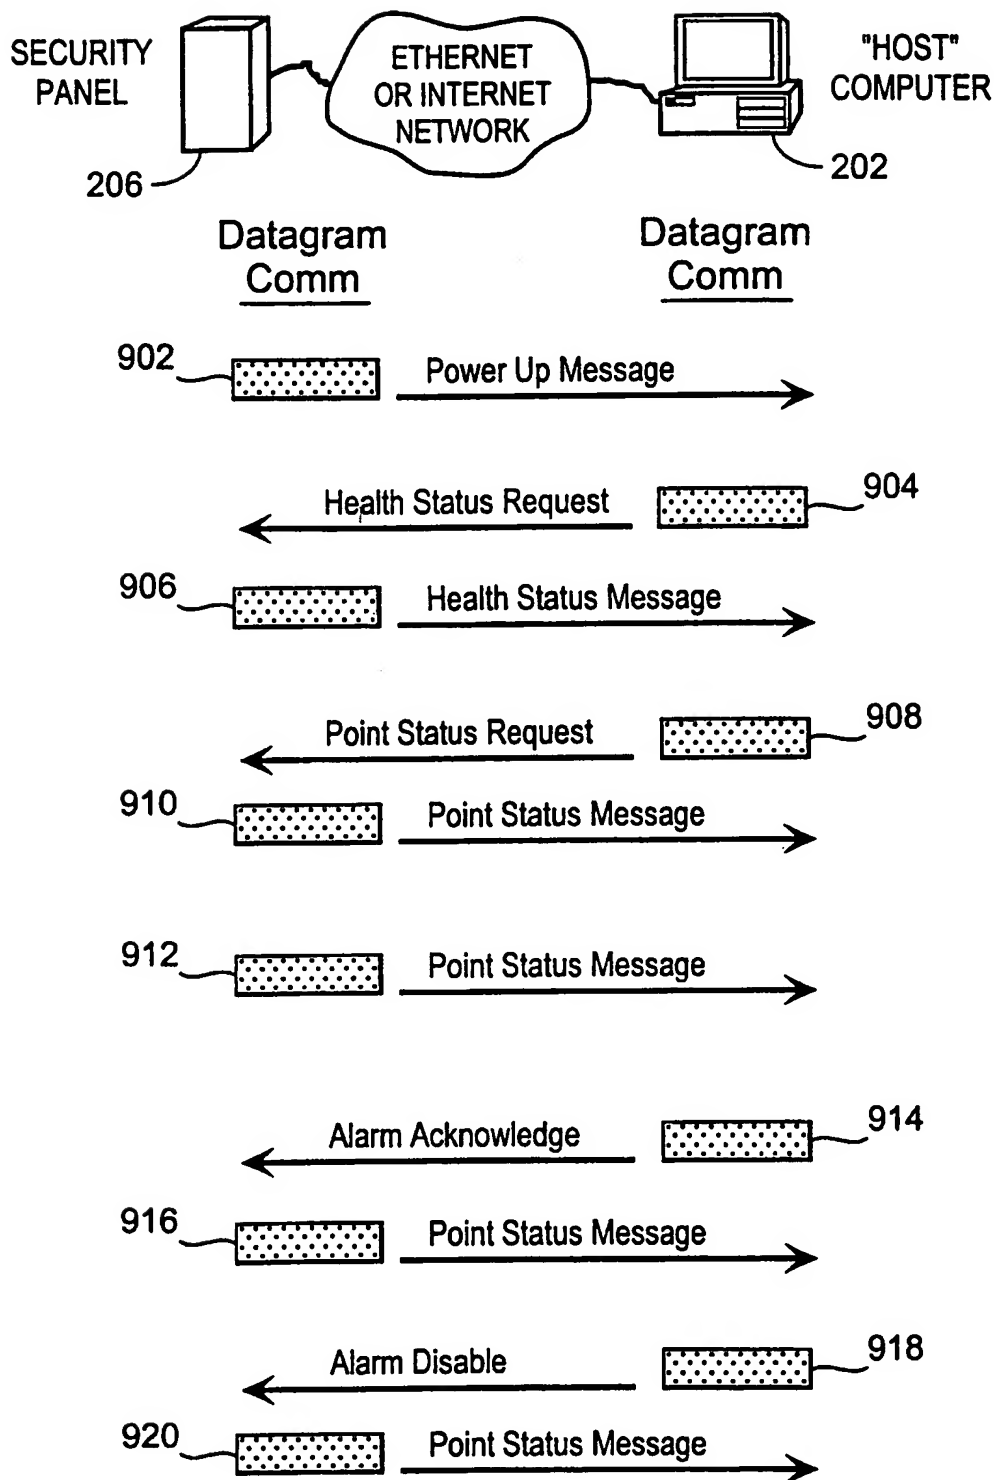 SECURITY
PANEL
ETHERNET
OR INTERNET
NETWORK
"HOST"
COMPUTER
206
202
Datagram
Comm
Datagram
Comm
902
Power Up Message
Health Status Request
904
906
Health Status Message
Point Status Request
908
910
Point Status Message
912
Point Status Message
Alarm Acknowledge
914
916
Point Status Message
Alarm Disable
918
920
Point Status Message